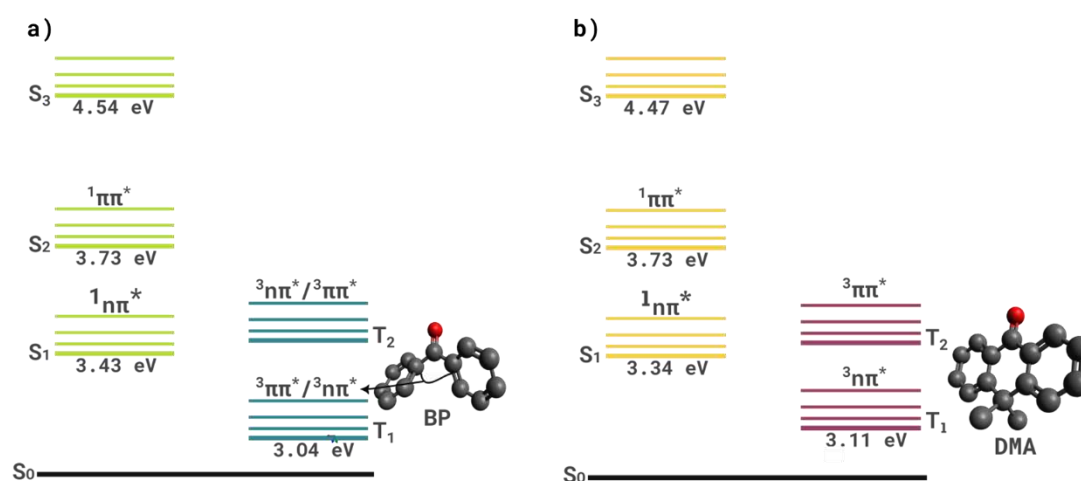 a)
S₃
4.54 eV
¹ππ*
S₂
3.73 eV
¹nπ*
S₁
3.43 eV
³nπ*/³ππ*
T₂
³ππ*/³nπ*
T₁
3.04 eV
BP
S₀
b)
S₃
4.47 eV
¹ππ*
S₂
3.73 eV
¹nπ*
S₁
3.34 eV
³ππ*
T₂
³nπ*
T₁
3.11 eV
DMA
S₀